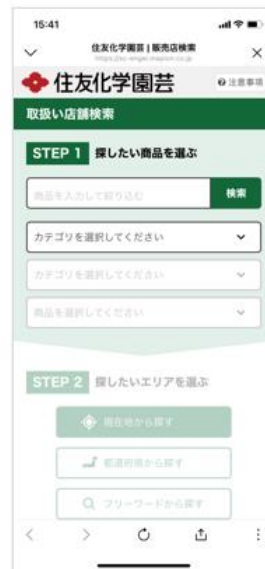 15:41
住友化学園芸 | 販売店検索
住友化学園芸
注意事項
取扱い店舗検索
STEP 1 探したい商品を選ぶ
商品を入力して絞り込む
検索
カテゴリを選択してください
カテゴリを選択してください
商品を選択してください
STEP 2 探したいエリアを選ぶ
現在地から探す
都道府県から探す
フリーワードから探す